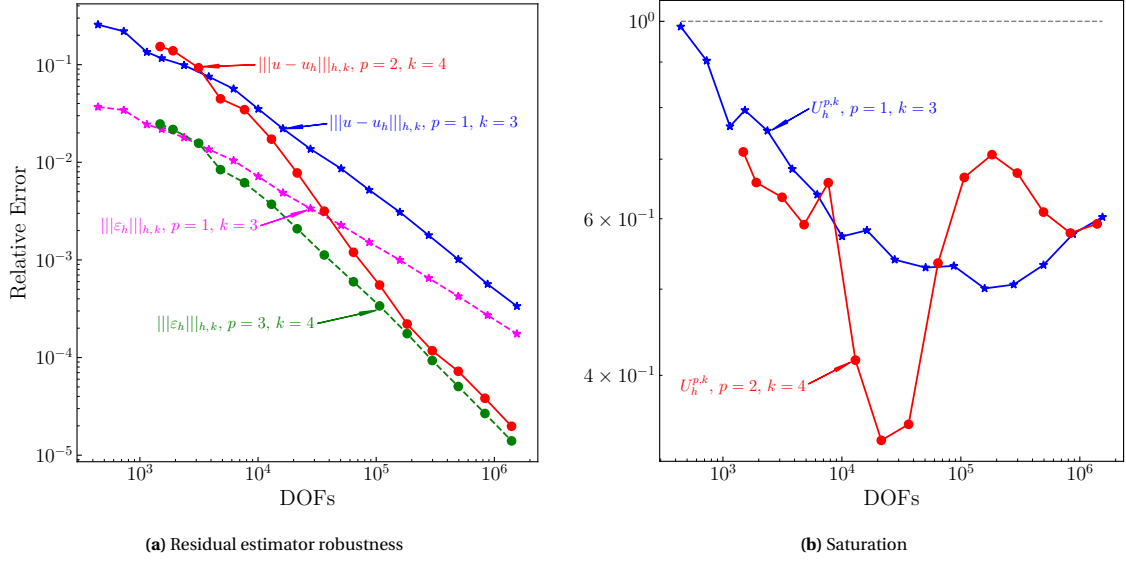 10^{-1}
10^{-2}
10^{-3}
10^{-4}
10^{-5}
Relative Error
|||u − u_h|||_{h,k}, p = 2, k = 4
|||u − u_h|||_{h,k}, p = 1, k = 3
|||ε_h|||_{h,k}, p = 1, k = 3
|||ε_h|||_{h,k}, p = 3, k = 4
10^3 10^4 10^5 10^6
DOFs
(a) Residual estimator robustness
10^0
6 × 10^{-1}
4 × 10^{-1}
U_h^{p,k}, p = 1, k = 3
U_h^{p,k}, p = 2, k = 4
10^3 10^4 10^5 10^6
DOFs
(b) Saturation